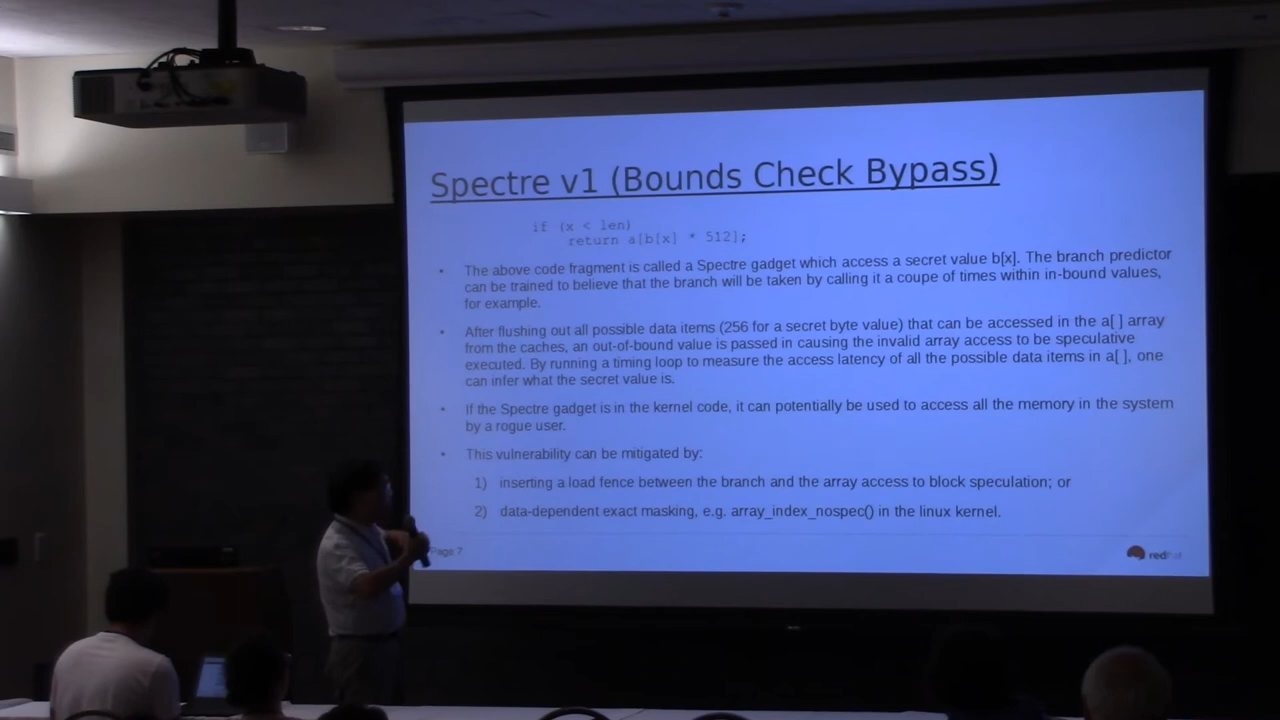 Spectre v1 (Bounds Check Bypass)
if (x < len)
return a[b[x] * 512];
• The above code fragment is called a Spectre gadget which access a secret value b[x]. The branch predictor
can be trained to believe that the branch will be taken by calling it a coupe of times within in-bound values,
for example.
• After flushing out all possible data items (256 for a secret byte value) that can be accessed in the a[ ] array
from the caches, an out-of-bound value is passed in causing the invalid array access to be speculative
executed. By running a timing loop to measure the access latency of all the possible data items in a[ ], one
can infer what the secret value is.
• If the Spectre gadget is in the kernel code, it can potentially be used to access all the memory in the system
by a rogue user.
• This vulnerability can be mitigated by:
1) inserting a load fence between the branch and the array access to block speculation; or
2) data-dependent exact masking, e.g. array_index_nospec() in the linux kernel.
Page 7
redhat